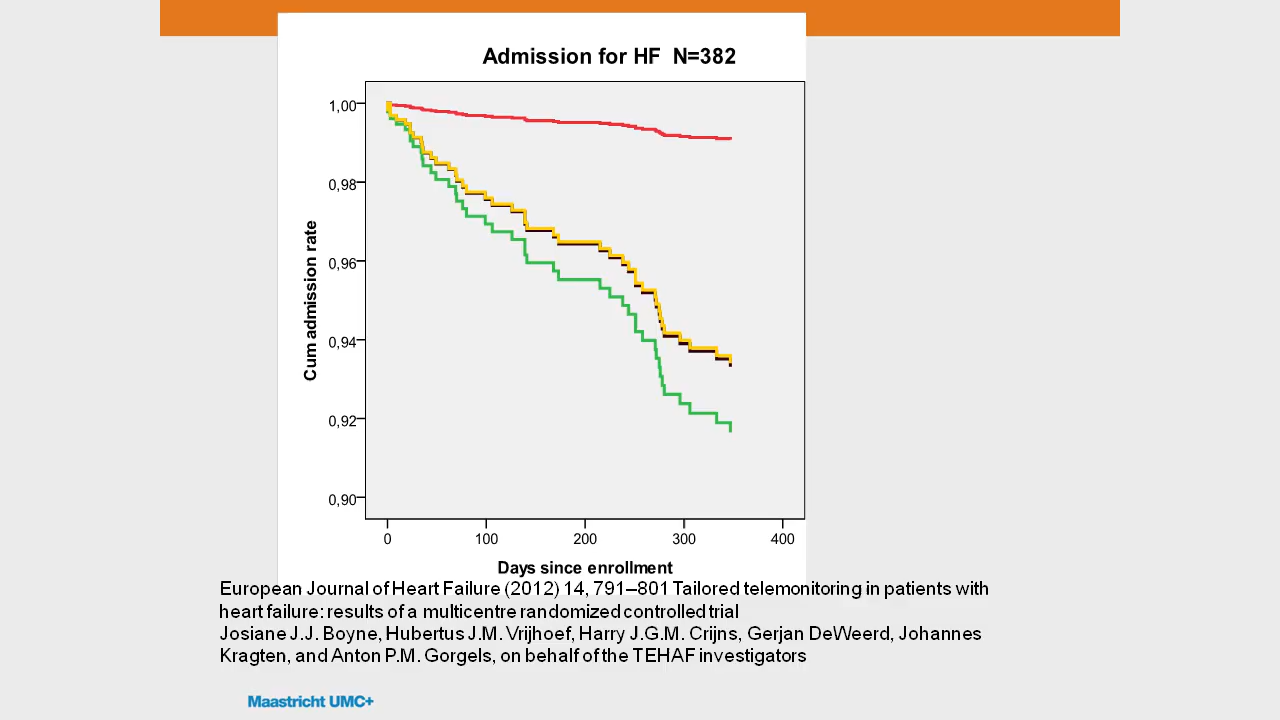 Admission for HF N=382
1,00
0,98
0,96
0,94
0,92
0,90
Cum admission rate
0 100 200 300 400
Days since enrollment
European Journal of Heart Failure (2012) 14, 791–801 Tailored telemonitoring in patients with
heart failure: results of a multicentre randomized controlled trial
Josiane J.J. Boyne, Hubertus J.M. Vrijhoef, Harry J.G.M. Crijns, Gerjan DeWeerd, Johannes
Kragten, and Anton P.M. Gorgels, on behalf of the TEHAF investigators
Maastricht UMC+